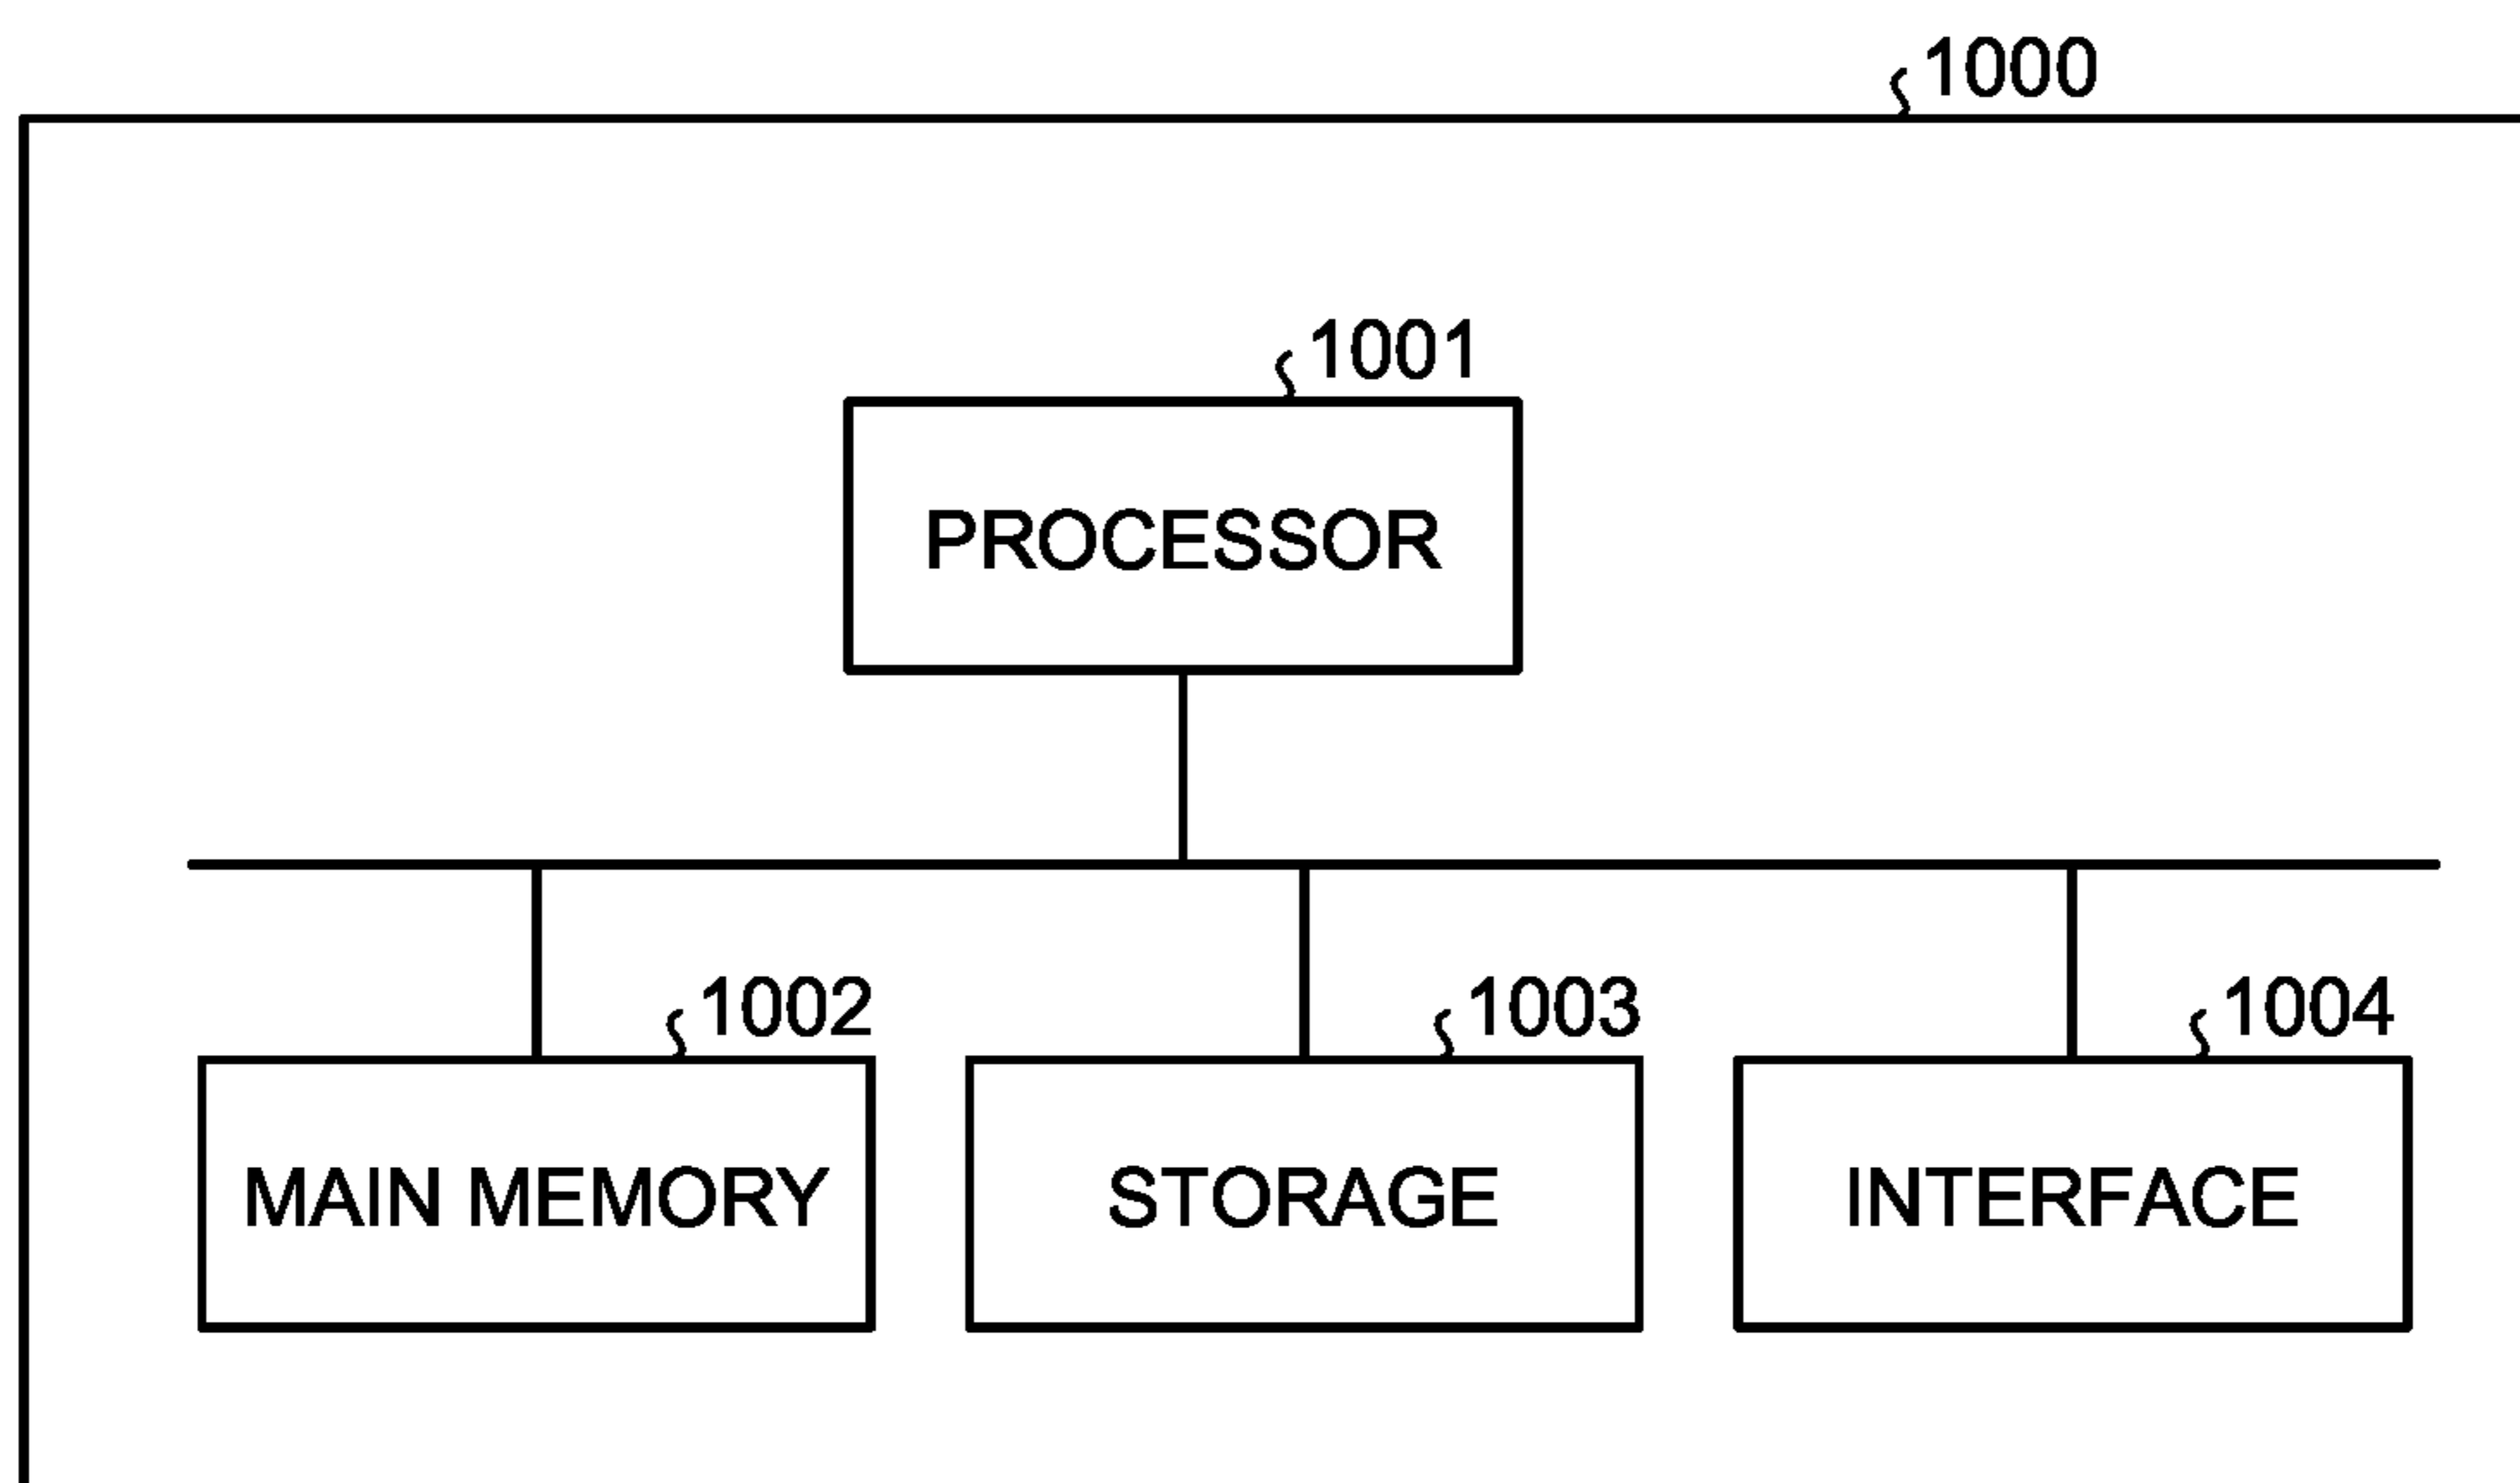 1000
1001
PROCESSOR
1002
1003
1004
MAIN MEMORY
STORAGE
INTERFACE